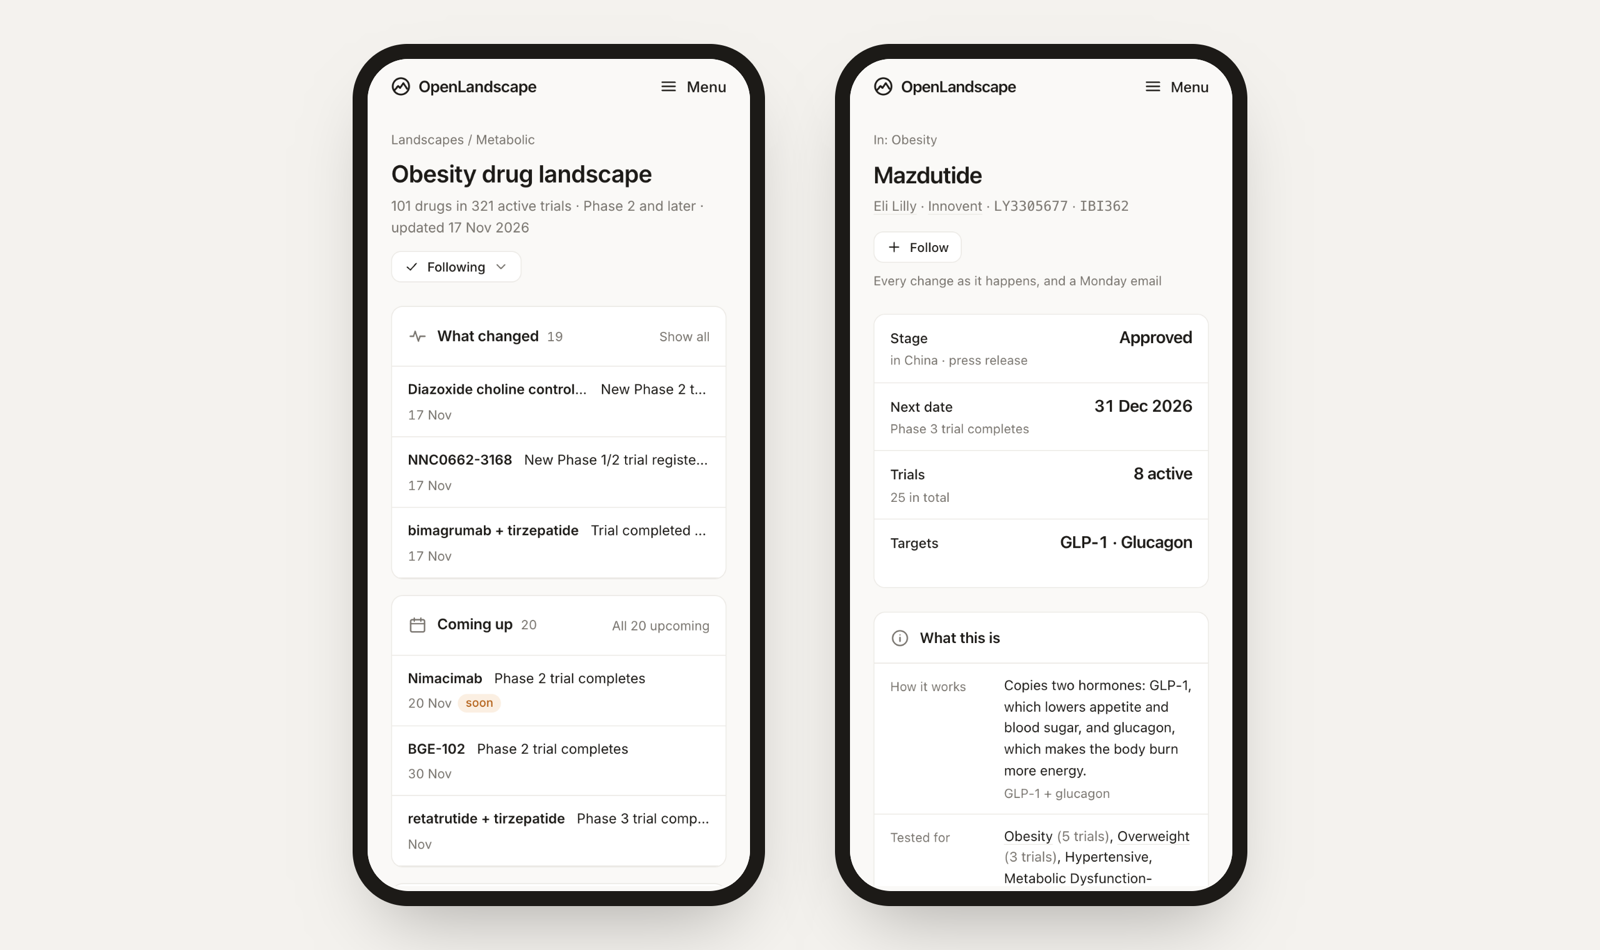 OpenLandscape
Menu
Landscapes / Metabolic
Obesity drug landscape
101 drugs in 321 active trials · Phase 2 and later ·
updated 17 Nov 2026
Following
What changed 19
Show all
Diazoxide choline control... New Phase 2 t...
17 Nov
NNC0662-3168 New Phase 1/2 trial registe...
17 Nov
bimagrumab + tirzepatide Trial completed ...
17 Nov
Coming up 20
All 20 upcoming
Nimacimab Phase 2 trial completes
20 Nov soon
BGE-102 Phase 2 trial completes
30 Nov
retatrutide + tirzepatide Phase 3 trial comp...
Nov
OpenLandscape
Menu
In: Obesity
Mazdutide
Eli Lilly · Innovent · LY3305677 · IBI362
Follow
Every change as it happens, and a Monday email
Stage Approved
in China · press release
Next date 31 Dec 2026
Phase 3 trial completes
Trials 8 active
25 in total
Targets GLP-1 · Glucagon
What this is
How it works
Copies two hormones: GLP-1,
which lowers appetite and
blood sugar, and glucagon,
which makes the body burn
more energy.
GLP-1 + glucagon
Tested for
Obesity (5 trials), Overweight
(3 trials), Hypertensive,
Metabolic Dysfunction-